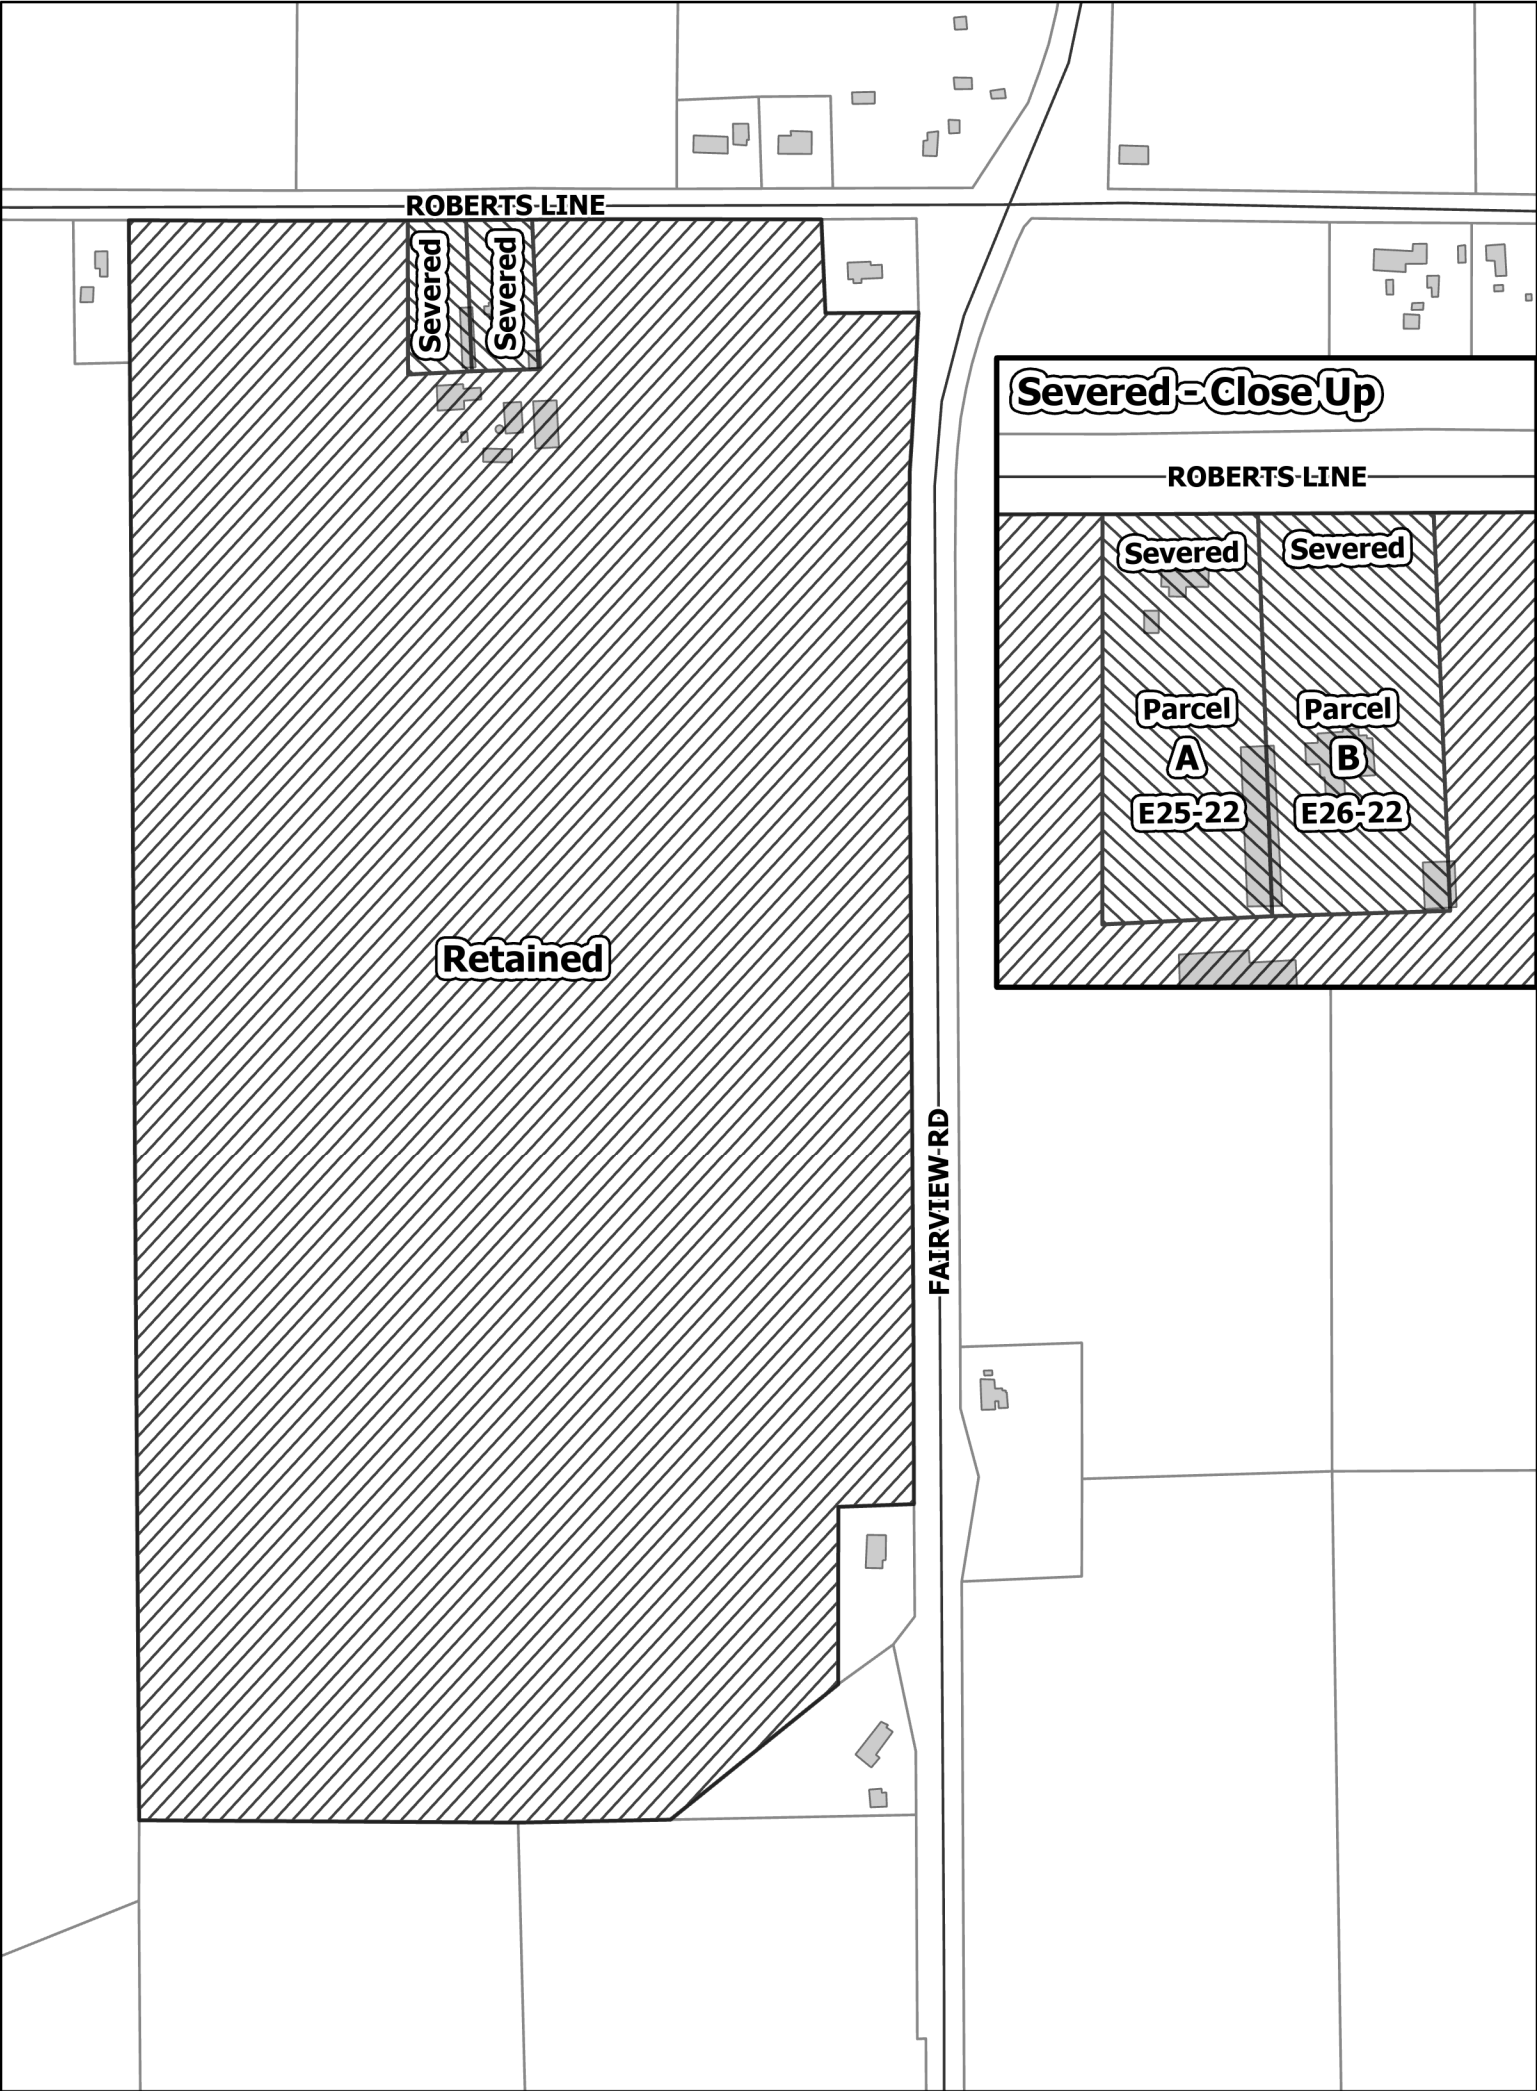 ROBERTS LINE
Severed
Severed
Severed - Close Up
ROBERTS LINE
Severed
Severed
Parcel
A
E25-22
Parcel
B
E26-22
Retained
FAIRVIEW RD